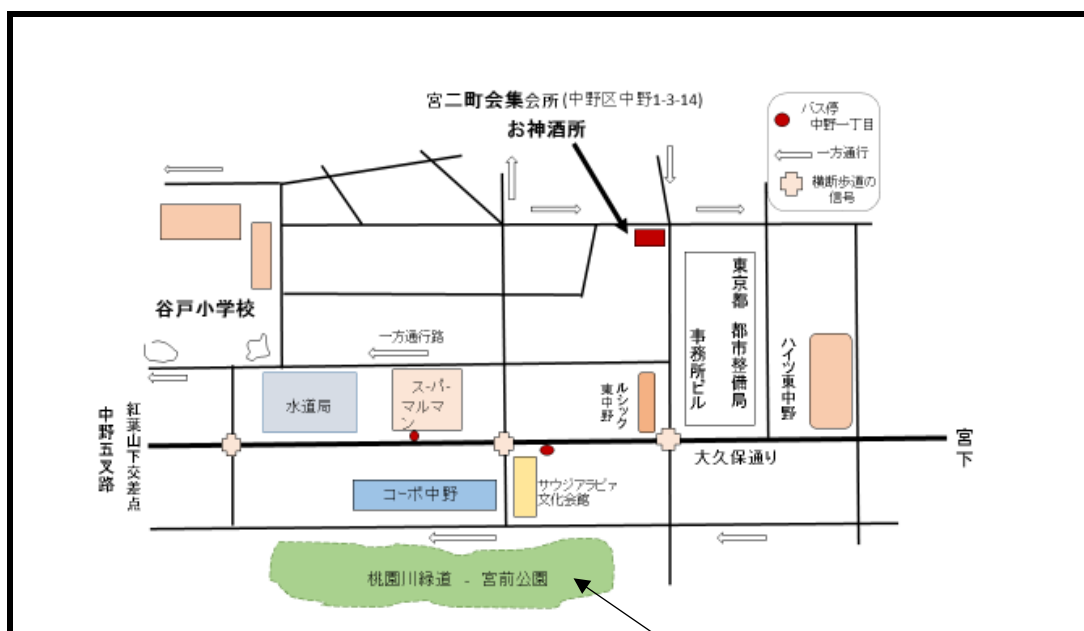 宮二町会集会所(中野区中野1-3-14)
お神酒所
バス停
中野一丁目
一方通行
横断歩道の
信号
谷戸小学校
一方通行路
水道局
スーパー
マルマ
ン
ルシック
東中野
東京都 都市整備局
事務所ビル
ハイツ東中野
紅葉山下交差点
中野五叉路
大久保通り
宮下
コーポ中野
サウジアラビア
文化会館
桃園川緑道 - 宮前公園